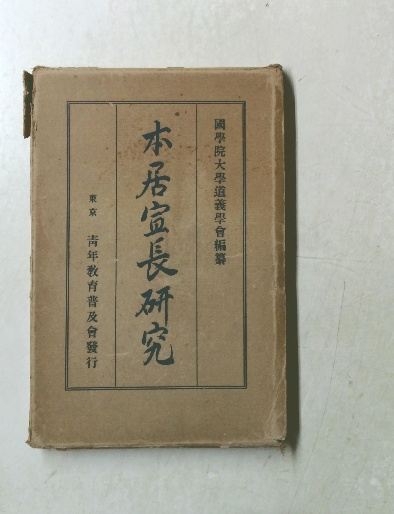 國學院大學道義學會編纂
本居宣長研究
東京 靑年敎育普及會發行